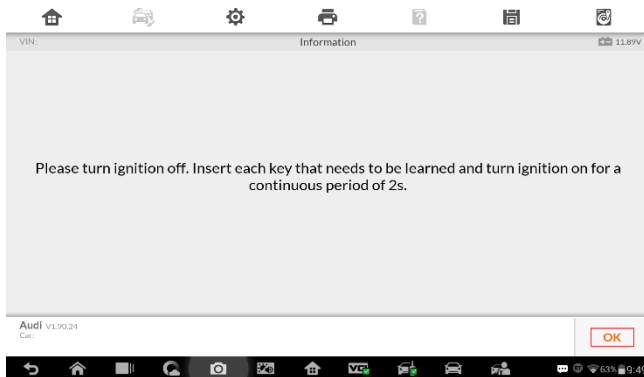 VIN:
Information
11.89V
Please turn ignition off. Insert each key that needs to be learned and turn ignition on for a
continuous period of 2s.
Audi V1.90.24
Car:
OK
63%